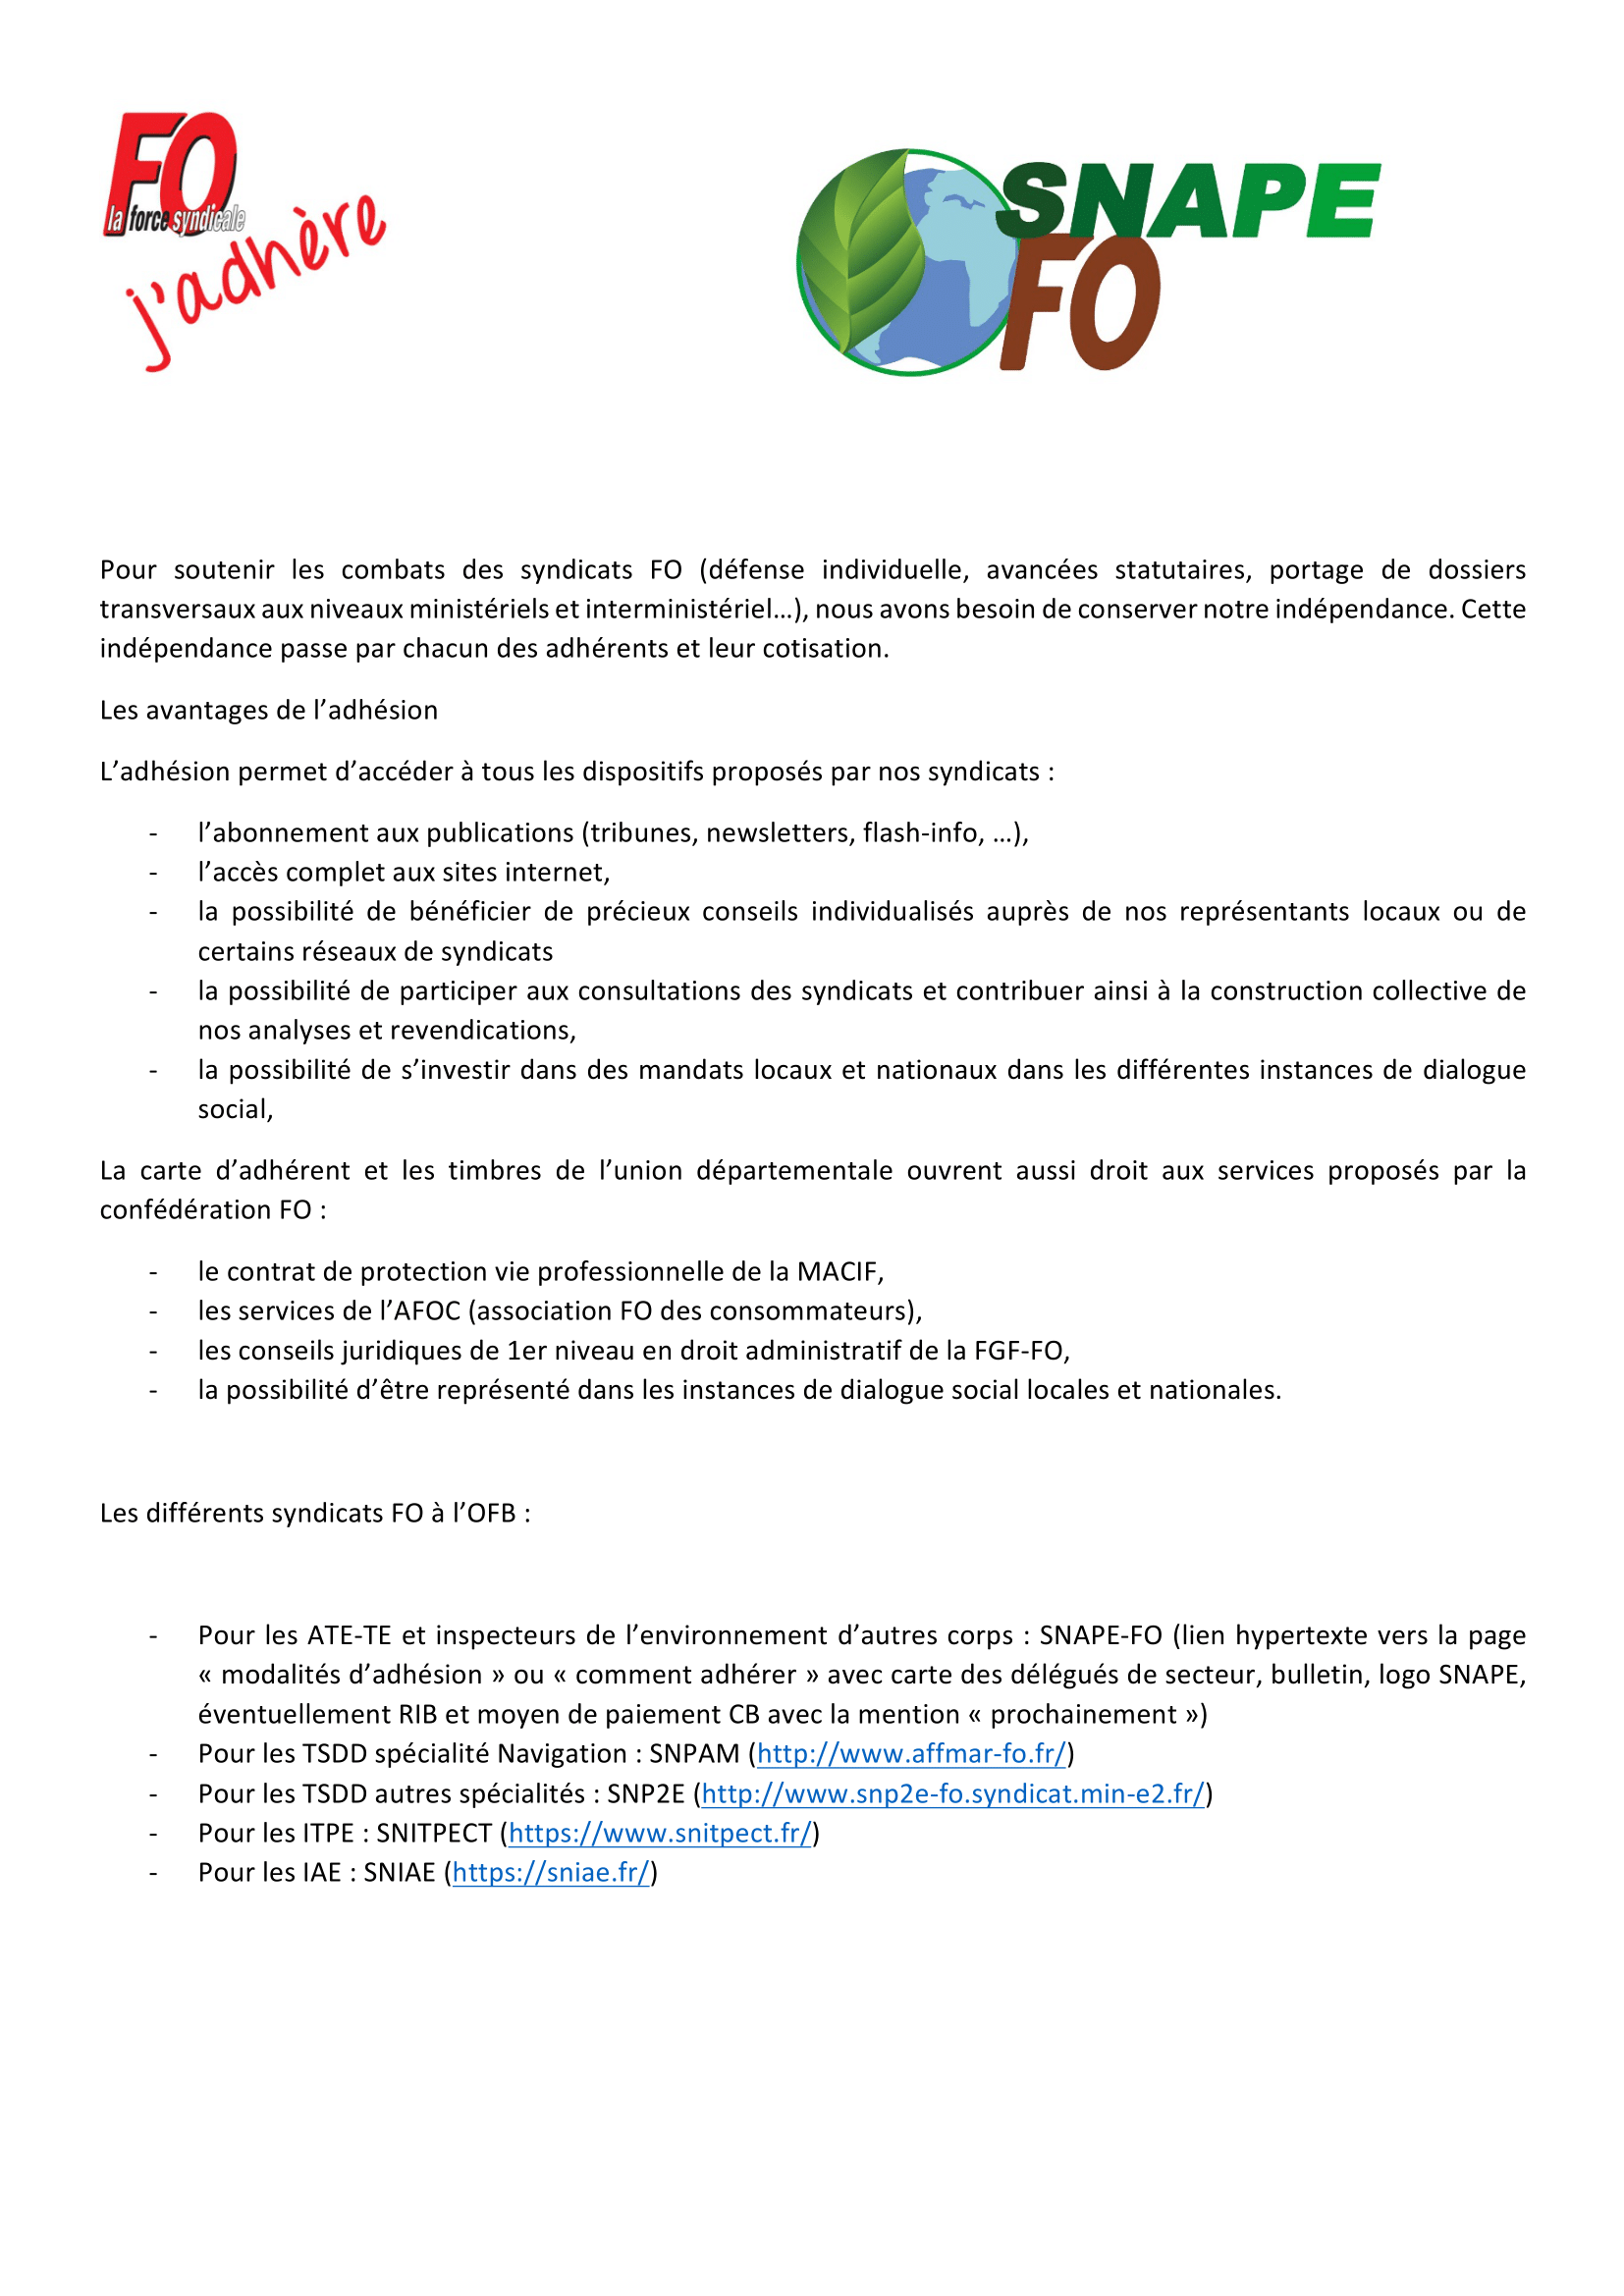 FO
la force syndicale
j'adhère
SNAPE
FO
Pour soutenir les combats des syndicats FO (défense individuelle, avancées statutaires, portage de dossiers
transversaux aux niveaux ministériels et interministériel…), nous avons besoin de conserver notre indépendance. Cette
indépendance passe par chacun des adhérents et leur cotisation.
Les avantages de l’adhésion
L’adhésion permet d’accéder à tous les dispositifs proposés par nos syndicats :
- l’abonnement aux publications (tribunes, newsletters, flash-info, …),
- l’accès complet aux sites internet,
- la possibilité de bénéficier de précieux conseils individualisés auprès de nos représentants locaux ou de
certains réseaux de syndicats
- la possibilité de participer aux consultations des syndicats et contribuer ainsi à la construction collective de
nos analyses et revendications,
- la possibilité de s’investir dans des mandats locaux et nationaux dans les différentes instances de dialogue
social,
La carte d’adhérent et les timbres de l’union départementale ouvrent aussi droit aux services proposés par la
confédération FO :
- le contrat de protection vie professionnelle de la MACIF,
- les services de l’AFOC (association FO des consommateurs),
- les conseils juridiques de 1er niveau en droit administratif de la FGF-FO,
- la possibilité d’être représenté dans les instances de dialogue social locales et nationales.
Les différents syndicats FO à l’OFB :
- Pour les ATE-TE et inspecteurs de l’environnement d’autres corps : SNAPE-FO (lien hypertexte vers la page
« modalités d’adhésion » ou « comment adhérer » avec carte des délégués de secteur, bulletin, logo SNAPE,
éventuellement RIB et moyen de paiement CB avec la mention « prochainement »)
- Pour les TSDD spécialité Navigation : SNPAM (http://www.affmar-fo.fr/)
- Pour les TSDD autres spécialités : SNP2E (http://www.snp2e-fo.syndicat.min-e2.fr/)
- Pour les ITPE : SNITPECT (https://www.snitpect.fr/)
- Pour les IAE : SNIAE (https://sniae.fr/)